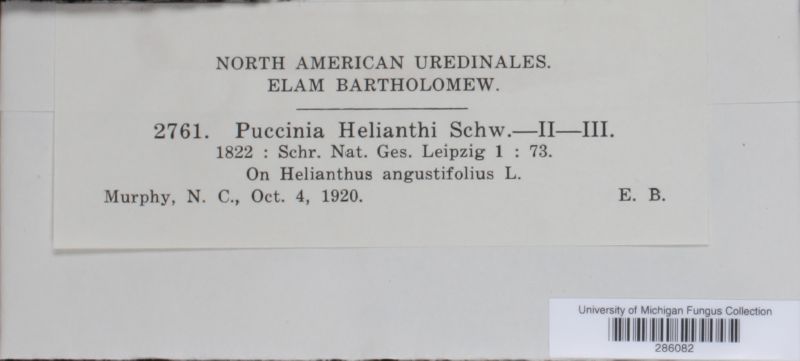 NORTH AMERICAN UREDINALES.
ELAM BARTHOLOMEW.
2761. Puccinia Helianthi Schw.—II—III.
1822 : Schr. Nat. Ges. Leipzig 1 : 73.
On Helianthus angustifolius L.
Murphy, N. C., Oct. 4, 1920. E. B.
University of Michigan Fungus Collection
286082